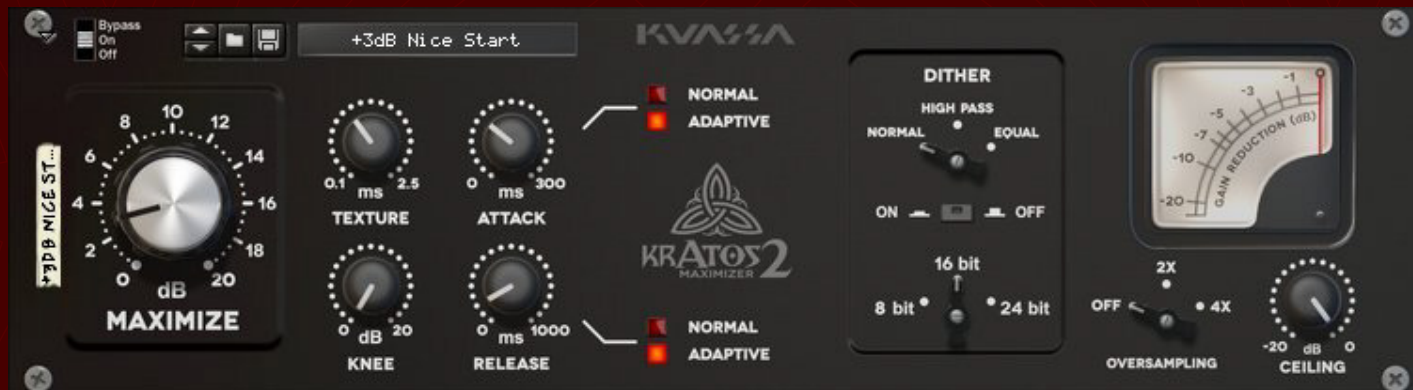 Bypass
On
Off
+3dB Nice Start
KVASSA
+3DB NICE ST...
0
2
4
6
8
10
12
14
16
18
20
dB
MAXIMIZE
0.1
ms
2.5
TEXTURE
0
ms
300
ATTACK
NORMAL
ADAPTIVE
0
dB
20
KNEE
0
ms
1000
RELEASE
NORMAL
ADAPTIVE
KRATOS 2
MAXIMIZER
DITHER
HIGH PASS
NORMAL
EQUAL
ON
OFF
16 bit
8 bit
24 bit
-20
-10
-7
-5
-3
-1
0
GAIN REDUCTION (dB)
2X
OFF
4X
OVERSAMPLING
-20
dB
0
CEILING